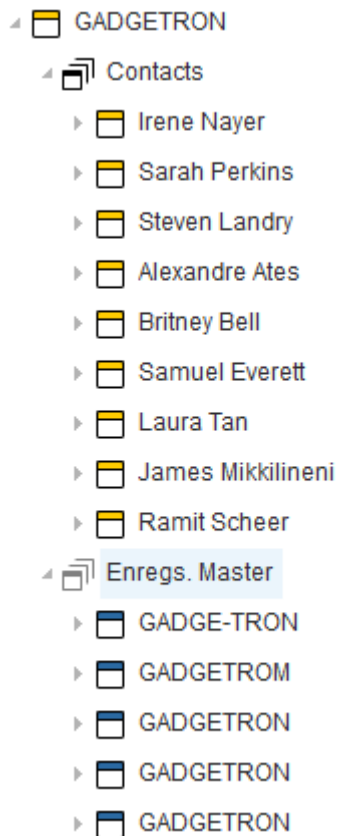 GADGETRON
Contacts
Irene Nayer
Sarah Perkins
Steven Landry
Alexandre Ates
Britney Bell
Samuel Everett
Laura Tan
James Mikkilineni
Ramit Scheer
Enregs. Master
GADGE-TRON
GADGETROM
GADGETRON
GADGETRON
GADGETRON